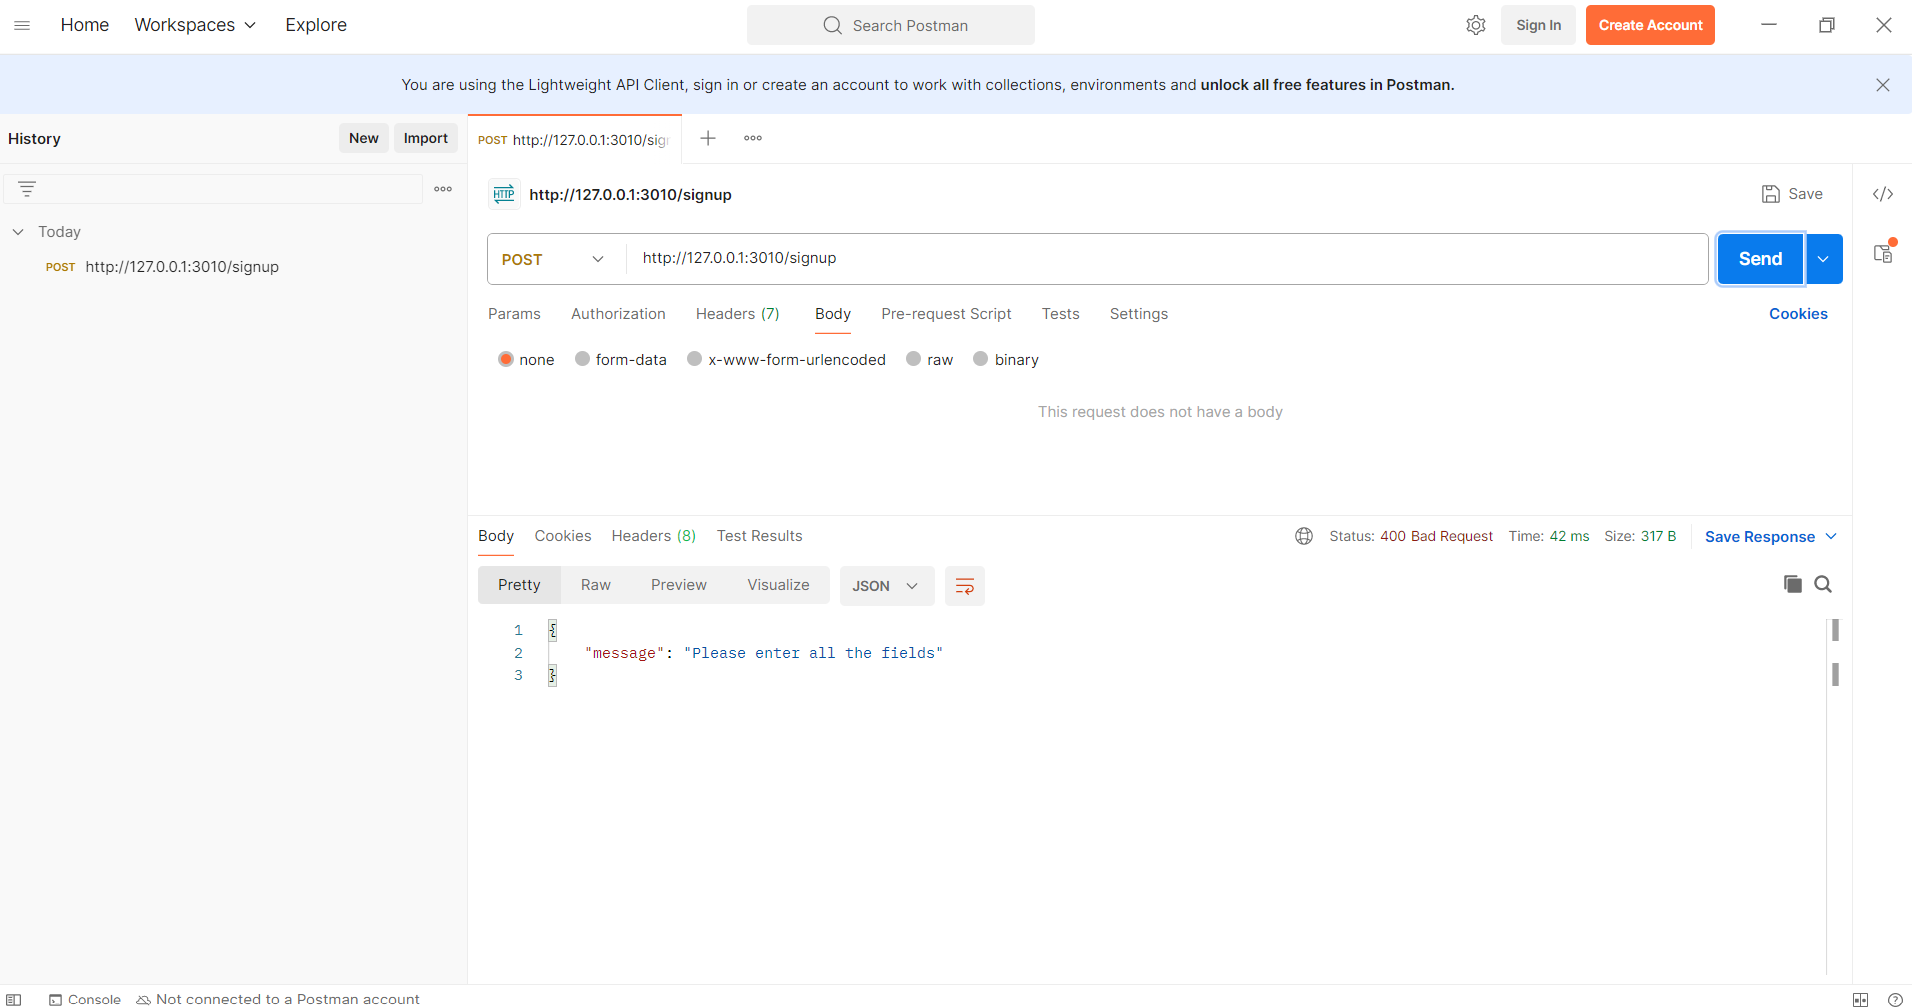 Home Workspaces Explore Search Postman Sign In Create Account
You are using the Lightweight API Client, sign in or create an account to work with collections, environments and unlock all free features in Postman.
History New Import
POST http://127.0.0.1:3010/sig
HTTP http://127.0.0.1:3010/signup Save
Today
POST http://127.0.0.1:3010/signup
POST http://127.0.0.1:3010/signup Send
Params Authorization Headers (7) Body Pre-request Script Tests Settings Cookies
none form-data x-www-form-urlencoded raw binary
This request does not have a body
Body Cookies Headers (8) Test Results Status: 400 Bad Request Time: 42 ms Size: 317 B Save Response
Pretty Raw Preview Visualize JSON
1 {
2 "message": "Please enter all the fields"
3 }
Console Not connected to a Postman account